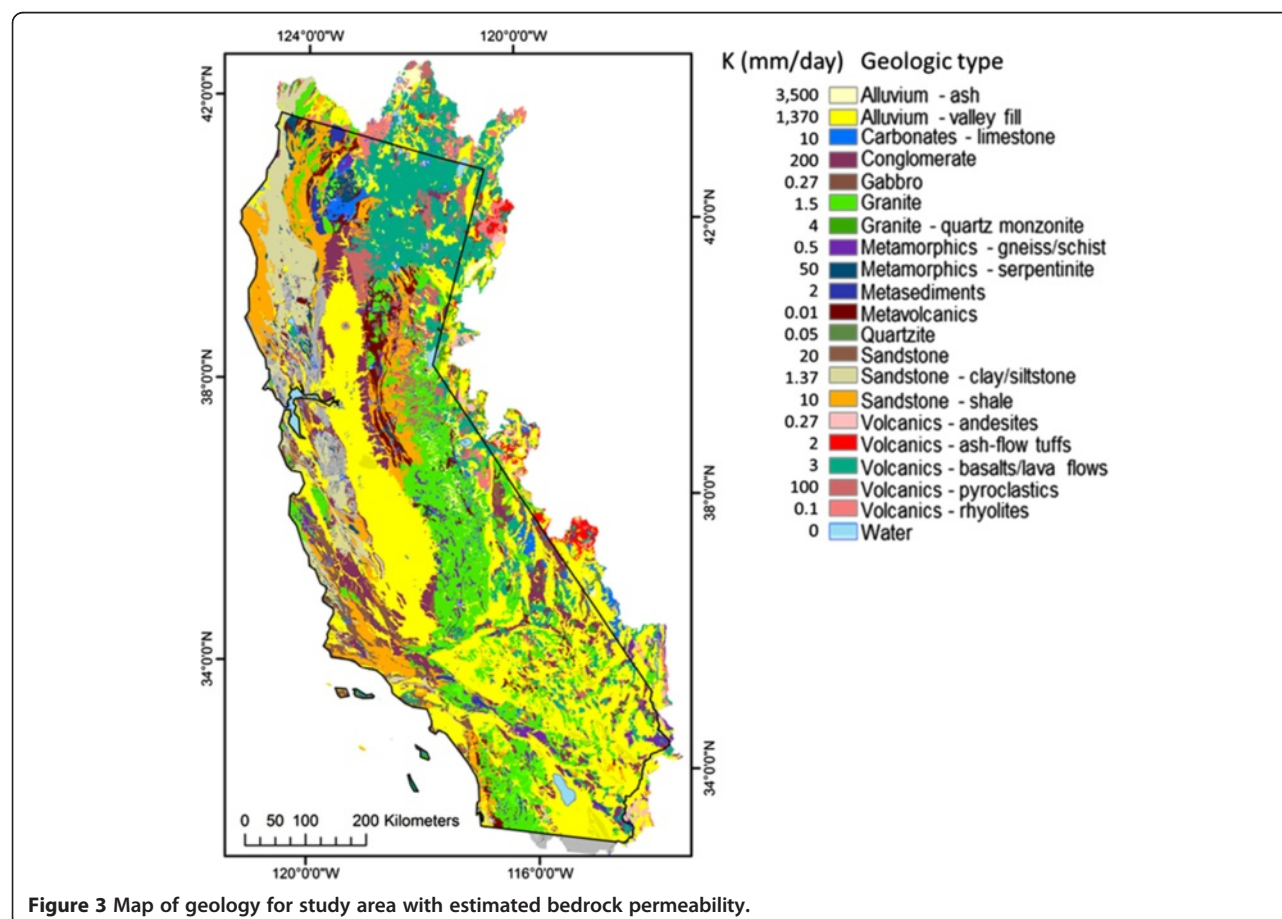 124°0'0"W 120°0'0"W
42°0'0"N
38°0'0"N
34°0'0"N
42°0'0"N
38°0'0"N
34°0'0"N
0 50 100 200 Kilometers
120°0'0"W 116°0'0"W
K (mm/day) Geologic type
3,500 Alluvium - ash
1,370 Alluvium - valley fill
10 Carbonates - limestone
200 Conglomerate
0.27 Gabbro
1.5 Granite
4 Granite - quartz monzonite
0.5 Metamorphics - gneiss/schist
50 Metamorphics - serpentinite
2 Metasediments
0.01 Metavolcanics
0.05 Quartzite
20 Sandstone
1.37 Sandstone - clay/siltstone
10 Sandstone - shale
0.27 Volcanics - andesites
2 Volcanics - ash-flow tuffs
3 Volcanics - basalts/lava flows
100 Volcanics - pyroclastics
0.1 Volcanics - rhyolites
0 Water
Figure 3 Map of geology for study area with estimated bedrock permeability.